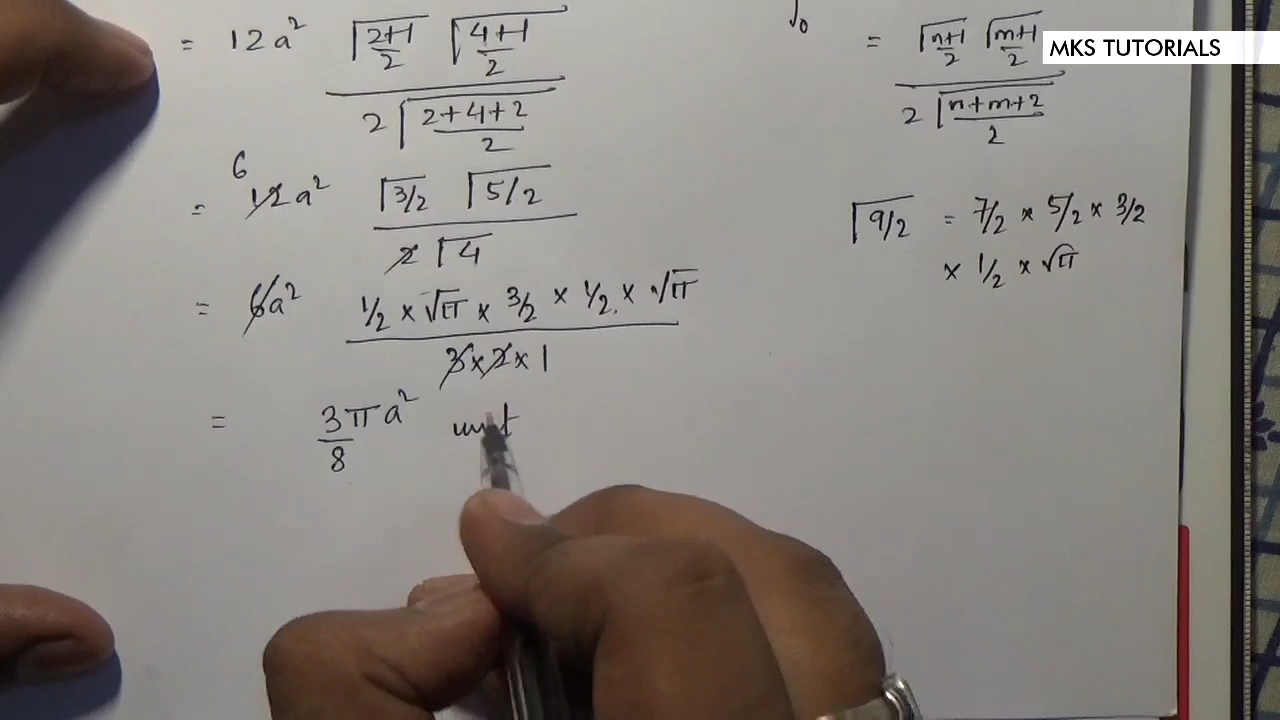 = 12a² Γ(2+1)/2 Γ(4+1)/2
2 Γ(2+4+2)/2
= 12a² Γ3/2 Γ5/2
6
2 Γ4
= 6a² 1/2 × √π × 3/2 × 1/2 × √π
3×2×1
= 3πa²
8
∫0
= Γ(n+1)/2 Γ(m+1)/2
2 Γ(n+m+2)/2
Γ9/2 = 7/2 × 5/2 × 3/2
× 1/2 × √π
MKS TUTORIALS